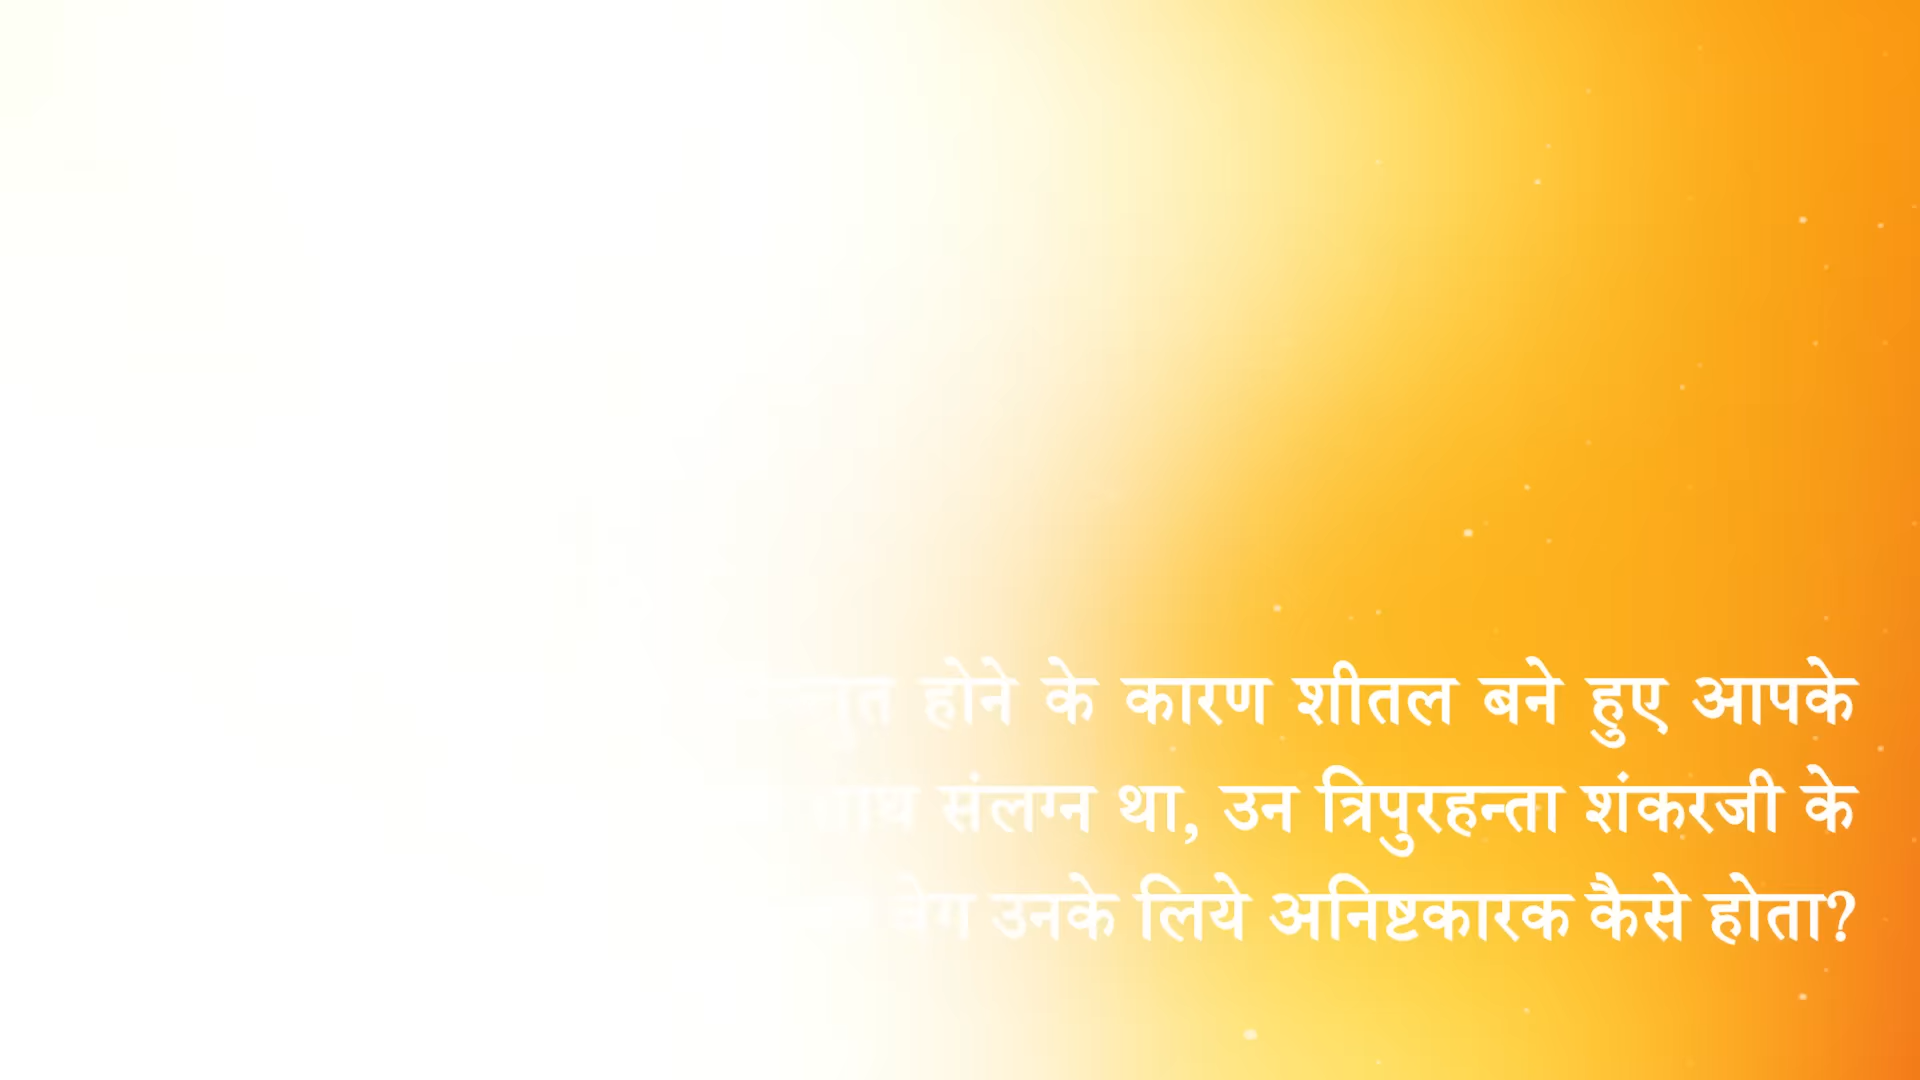 होने के कारण शीतल बने हुए आपके
संलग्न था, उन त्रिपुरहन्ता शंकरजी के
वेग उनके लिये अनिष्टकारक कैसे होता?